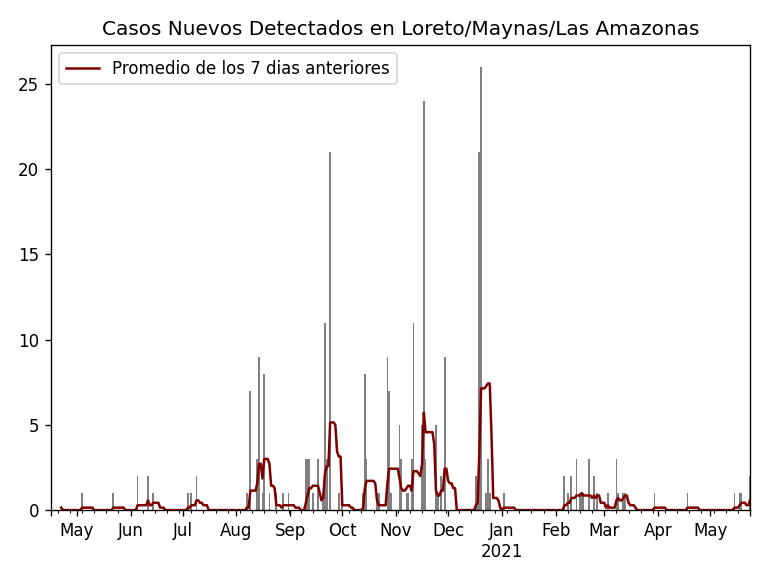 Casos Nuevos Detectados en Loreto/Maynas/Las Amazonas
Promedio de los 7 dias anteriores
25
20
15
10
5
0
May Jun Jul Aug Sep Oct Nov Dec Jan Feb Mar Apr May
2021